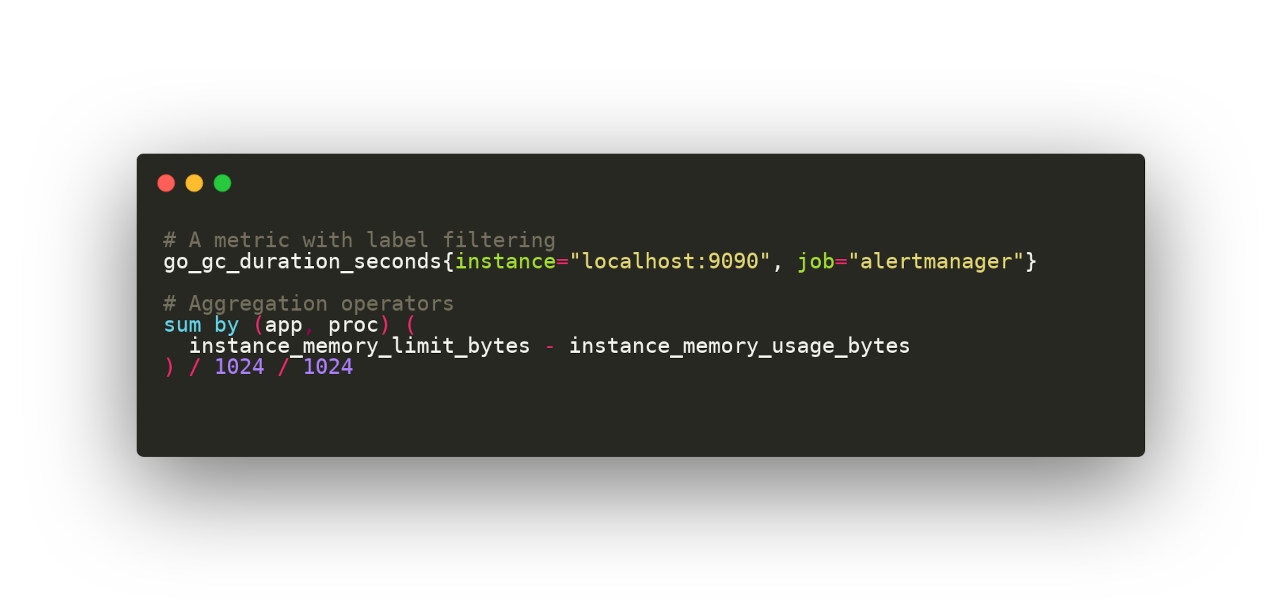 # A metric with label filtering
go_gc_duration_seconds{instance="localhost:9090", job="alertmanager"}
# Aggregation operators
sum by (app, proc) (
  instance_memory_limit_bytes - instance_memory_usage_bytes
) / 1024 / 1024